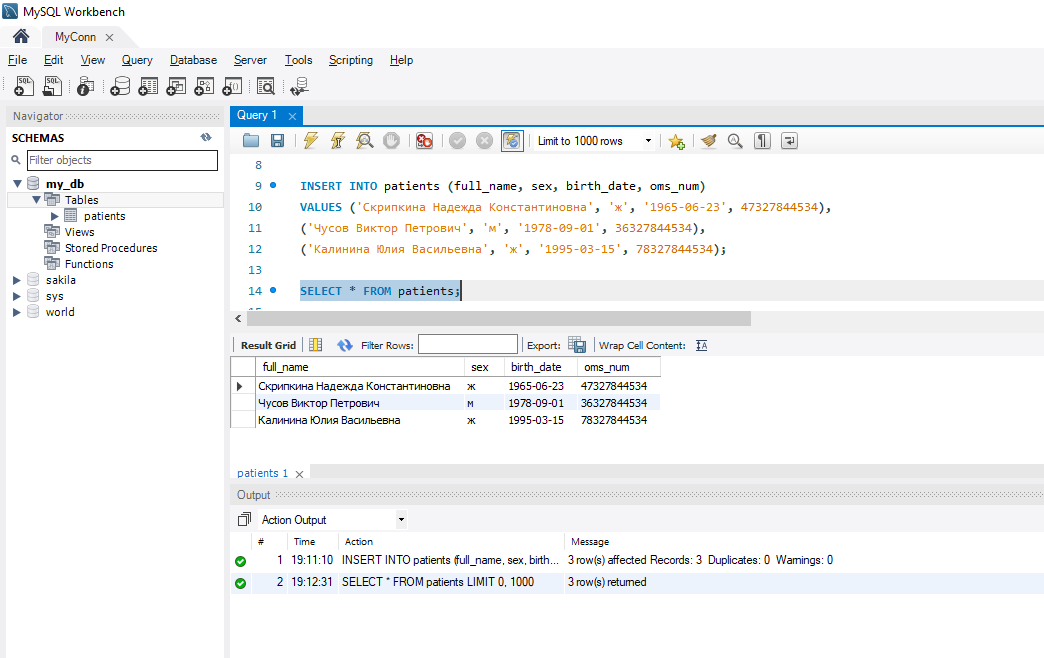 MySQL Workbench
MyConn
File Edit View Query Database Server Tools Scripting Help
Navigator
SCHEMAS
Filter objects
my_db
Tables
patients
Views
Stored Procedures
Functions
sakila
sys
world
Query 1
Limit to 1000 rows
8
9 INSERT INTO patients (full_name, sex, birth_date, oms_num)
10 VALUES ('Скрипкина Надежда Константиновна', 'ж', '1965-06-23', 47327844534),
11 ('Чусов Виктор Петрович', 'м', '1978-09-01', 36327844534),
12 ('Калинина Юлия Васильевна', 'ж', '1995-03-15', 78327844534);
13
14 SELECT * FROM patients;
Result Grid Filter Rows: Export: Wrap Cell Content:
full_name sex birth_date oms_num
Скрипкина Надежда Константиновна ж 1965-06-23 47327844534
Чусов Виктор Петрович м 1978-09-01 36327844534
Калинина Юлия Васильевна ж 1995-03-15 78327844534
patients 1
Output
Action Output
# Time Action Message
1 19:11:10 INSERT INTO patients (full_name, sex, birth... 3 row(s) affected Records: 3 Duplicates: 0 Warnings: 0
2 19:12:31 SELECT * FROM patients LIMIT 0, 1000 3 row(s) returned